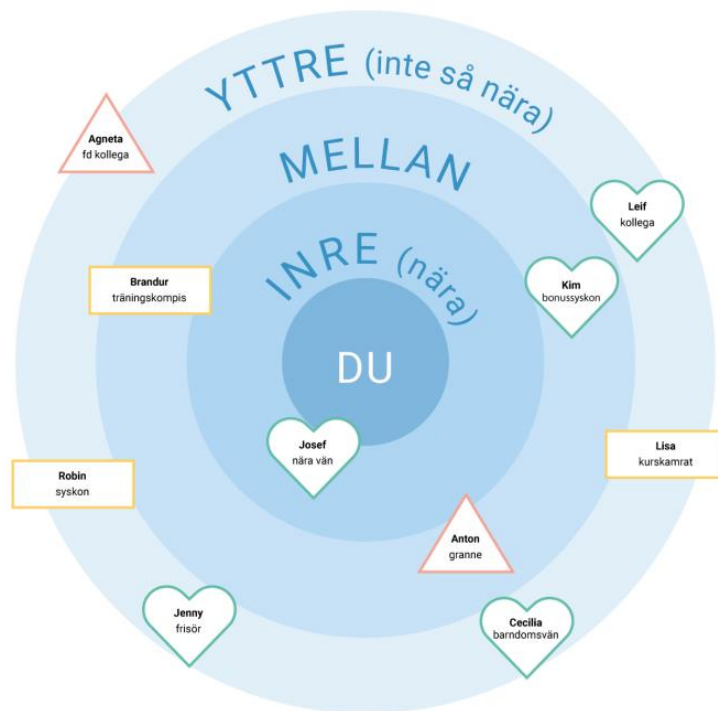 YTTRE (inte så nära)
MELLAN
INRE (nära)
DU
Agneta
fd kollega
Leif
kollega
Brandur
träningskompis
Kim
bonussyskon
Josef
nära vän
Lisa
kurskamrat
Robin
syskon
Anton
granne
Jenny
frisör
Cecilia
barndomsvän